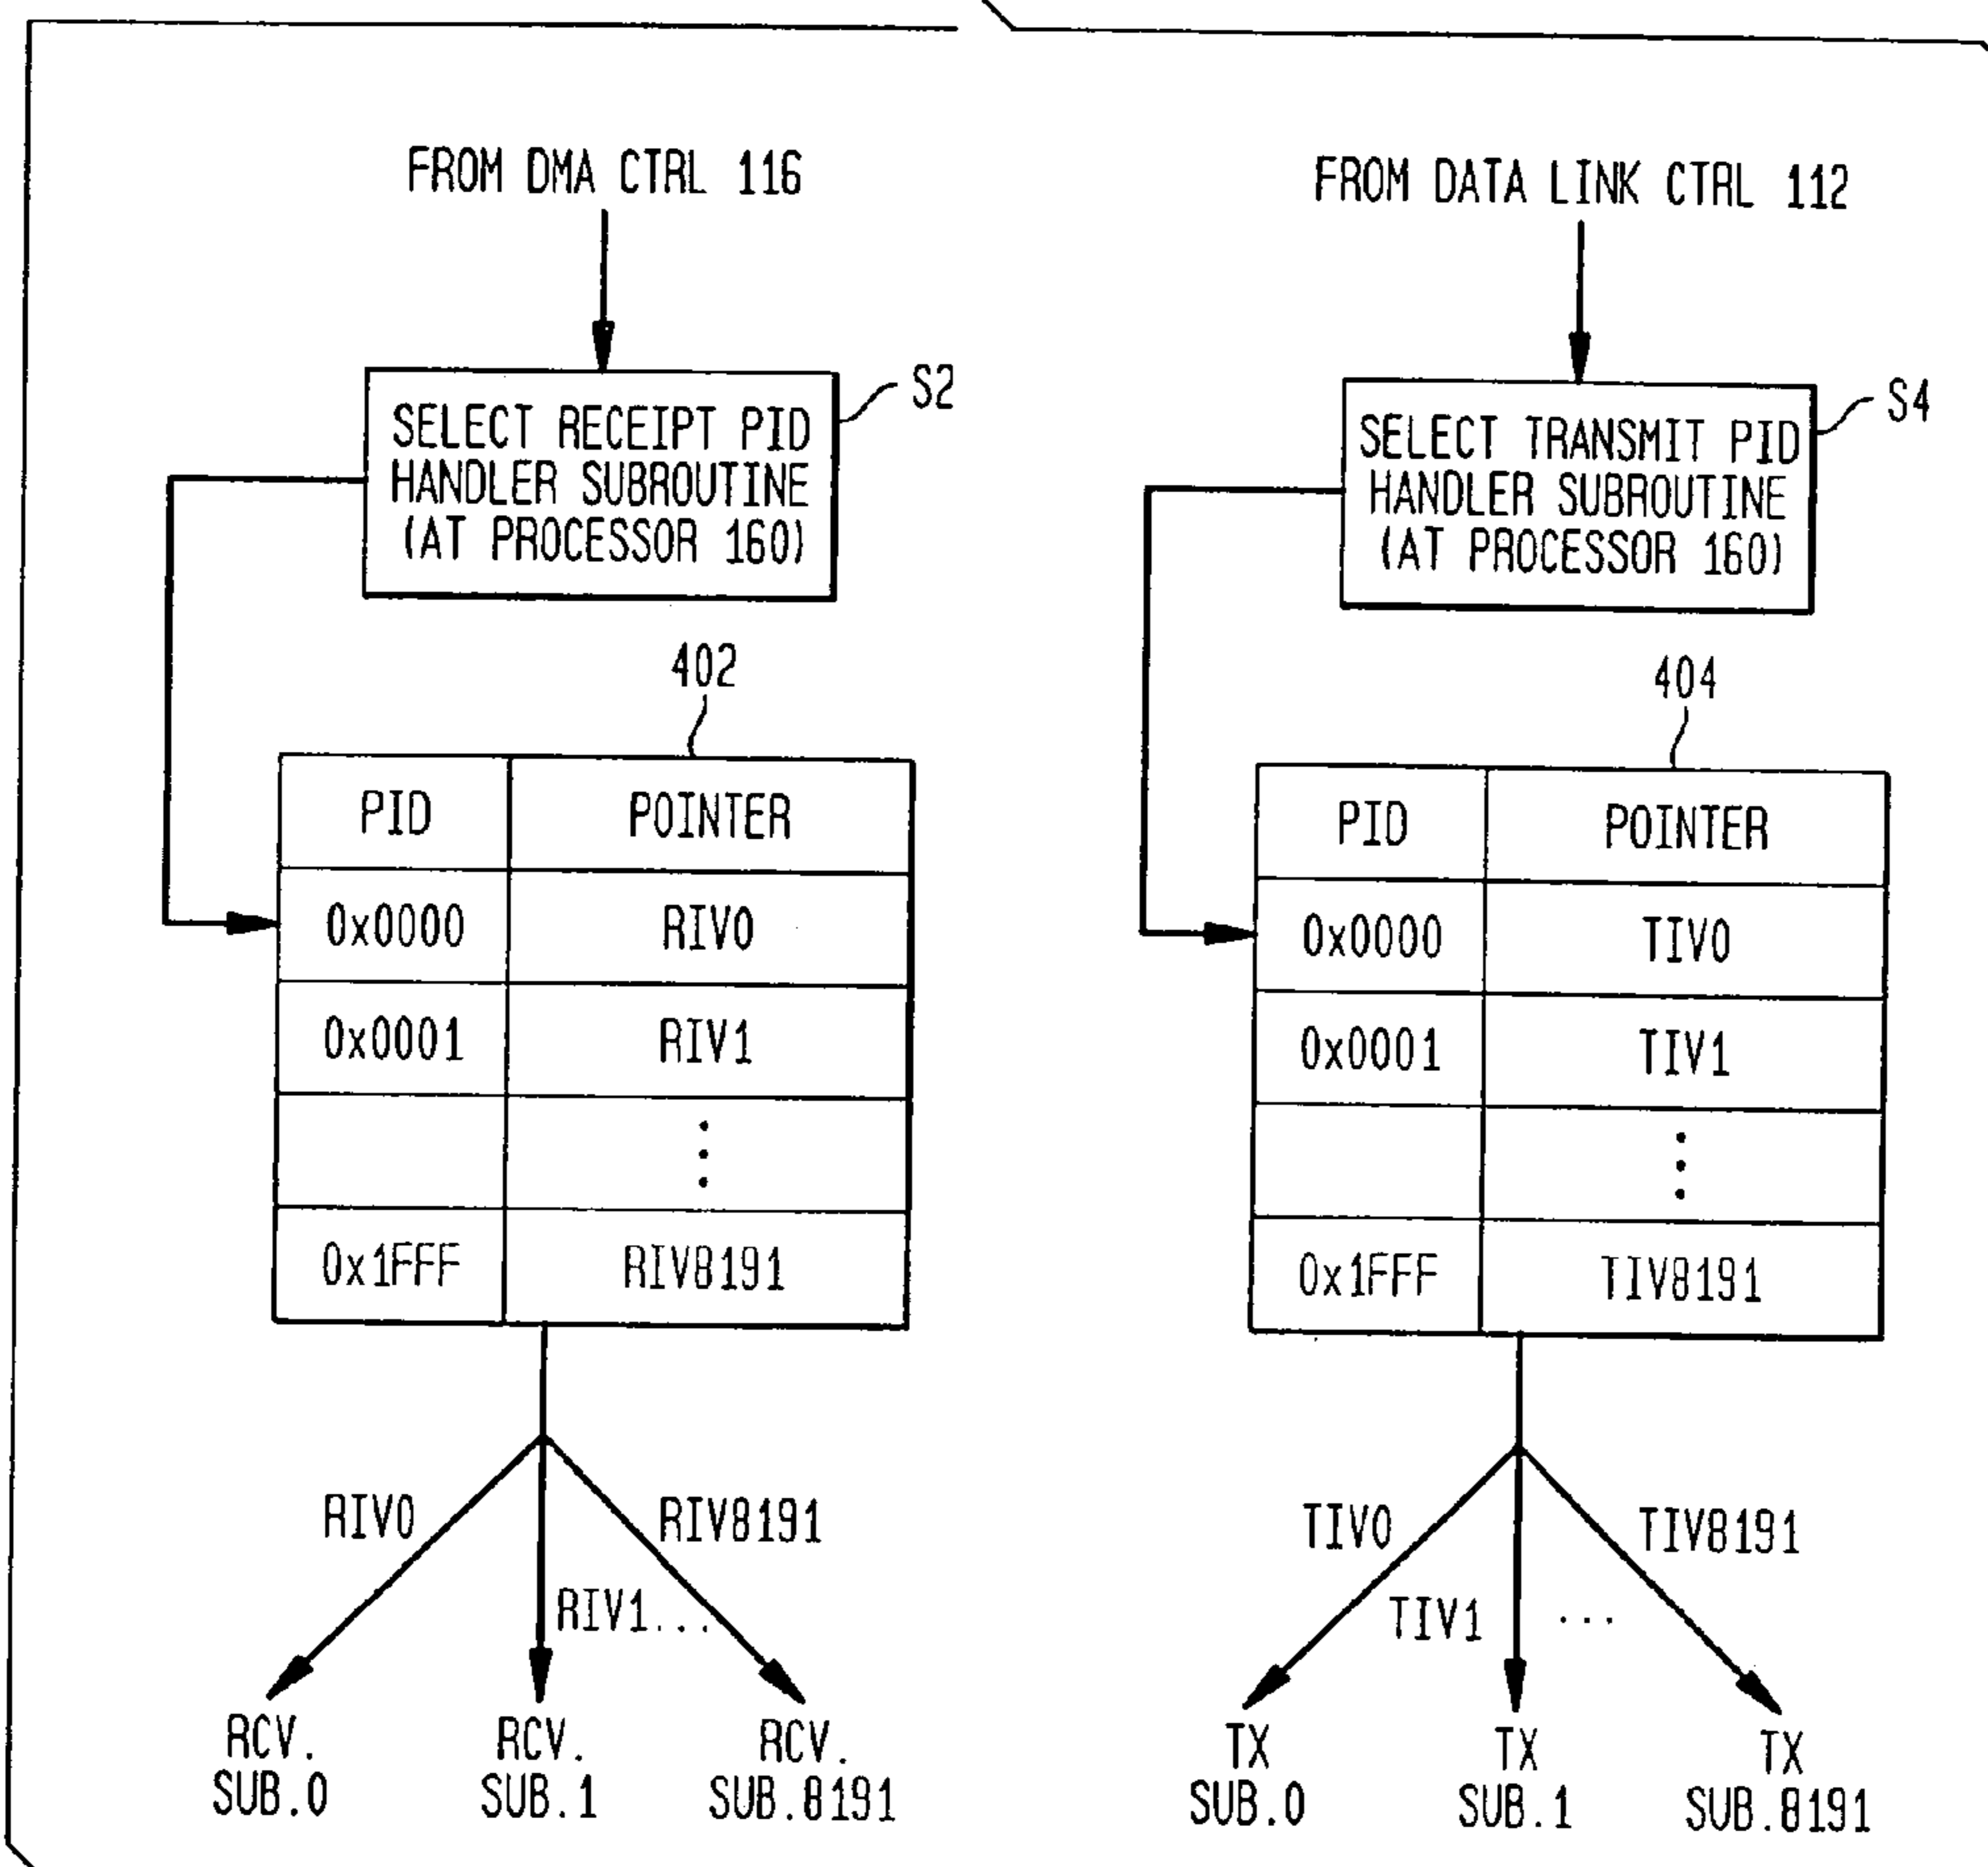 FROM DMA CTRL 116
SELECT RECEIPT PID
HANDLER SUBROUTINE
(AT PROCESSOR 160)
S2
402
PID POINTER
0x0000 RIV0
0x0001 RIV1
⋮
0x1FFF RIV8191
RIV0
RIV8191
RIV1...
RCV.
SUB.0
RCV.
SUB.1
RCV.
SUB.8191
FROM DATA LINK CTRL 112
SELECT TRANSMIT PID
HANDLER SUBROUTINE
(AT PROCESSOR 160)
S4
404
PID POINTER
0x0000 TIV0
0x0001 TIV1
⋮
0x1FFF TIV8191
TIV0
TIV8191
TIV1 ...
TX
SUB.0
TX
SUB.1
TX
SUB.8191